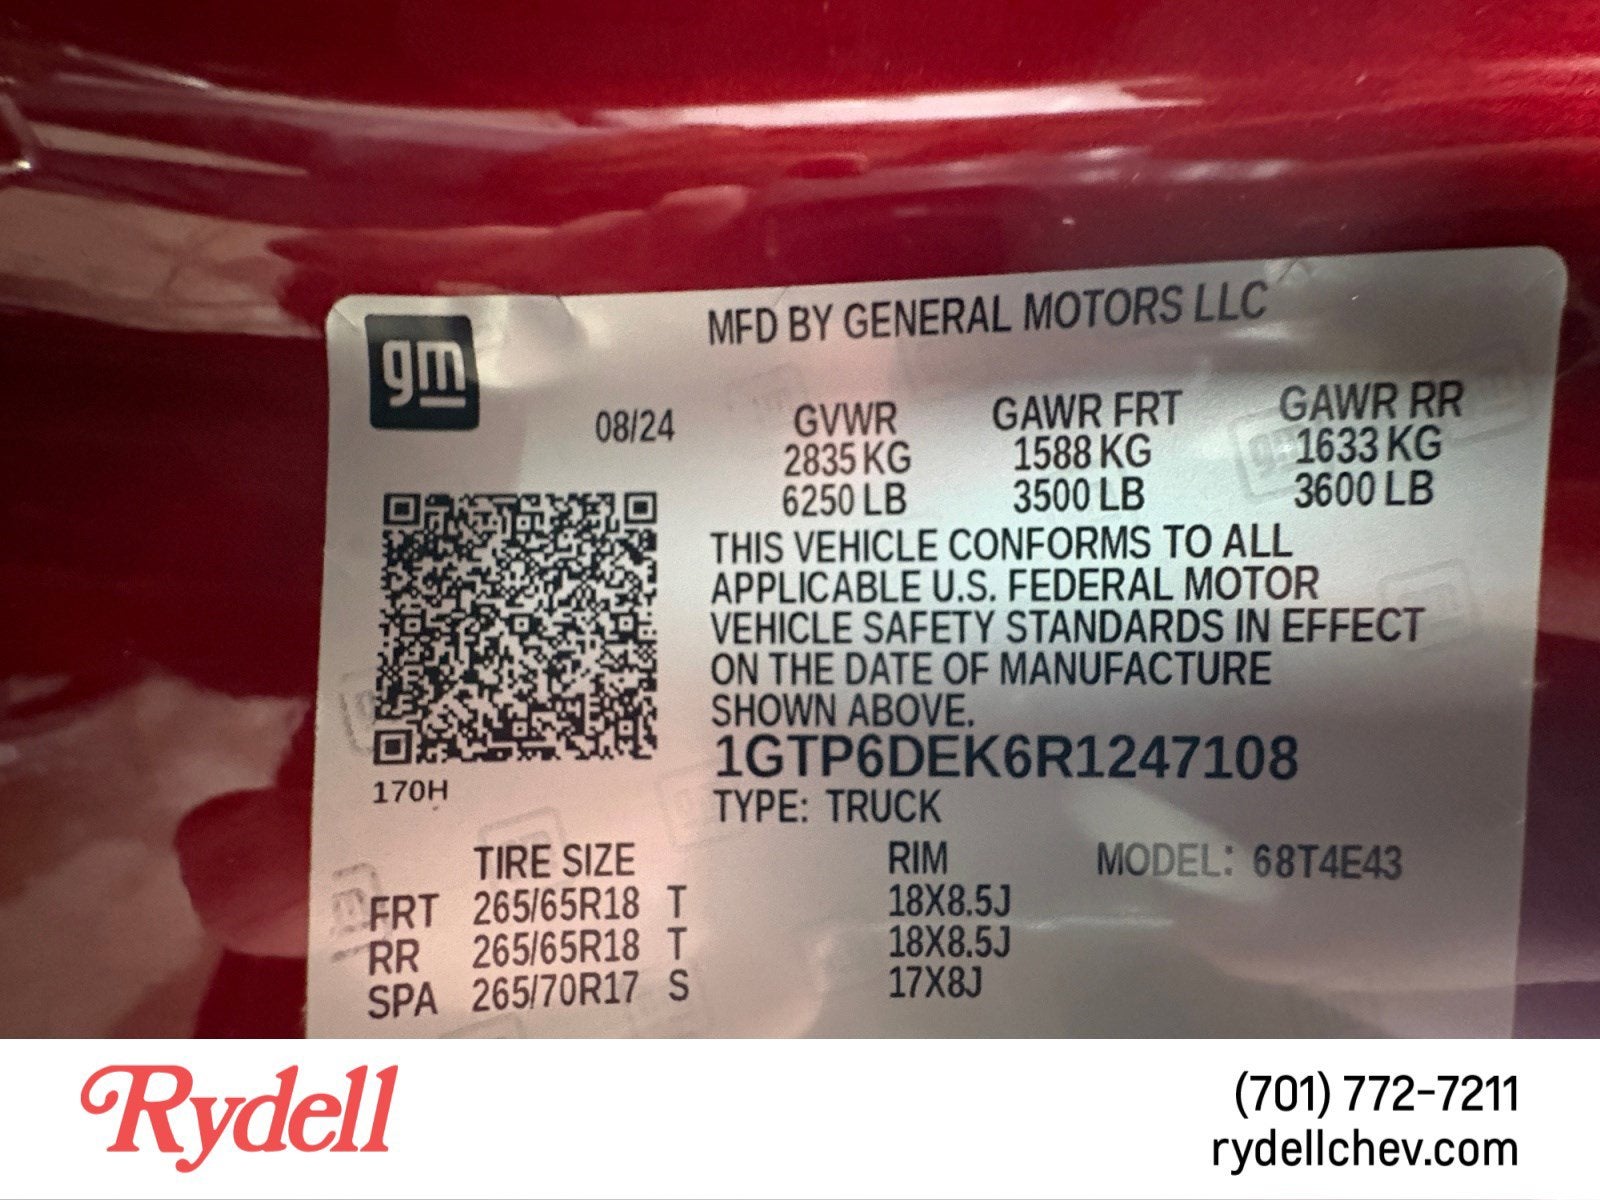 gm
MFD BY GENERAL MOTORS LLC
08/24
GVWR GAWR FRT GAWR RR
2835 KG 1588 KG 1633 KG
6250 LB 3500 LB 3600 LB
THIS VEHICLE CONFORMS TO ALL
APPLICABLE U.S. FEDERAL MOTOR
VEHICLE SAFETY STANDARDS IN EFFECT
ON THE DATE OF MANUFACTURE
SHOWN ABOVE.
1GTP6DEK6R1247108
170H
TYPE: TRUCK
TIRE SIZE RIM MODEL: 68T4E43
FRT 265/65R18 T 18X8.5J
RR 265/65R18 T 18X8.5J
SPA 265/70R17 S 17X8J
Rydell
(701) 772-7211
rydellchev.com